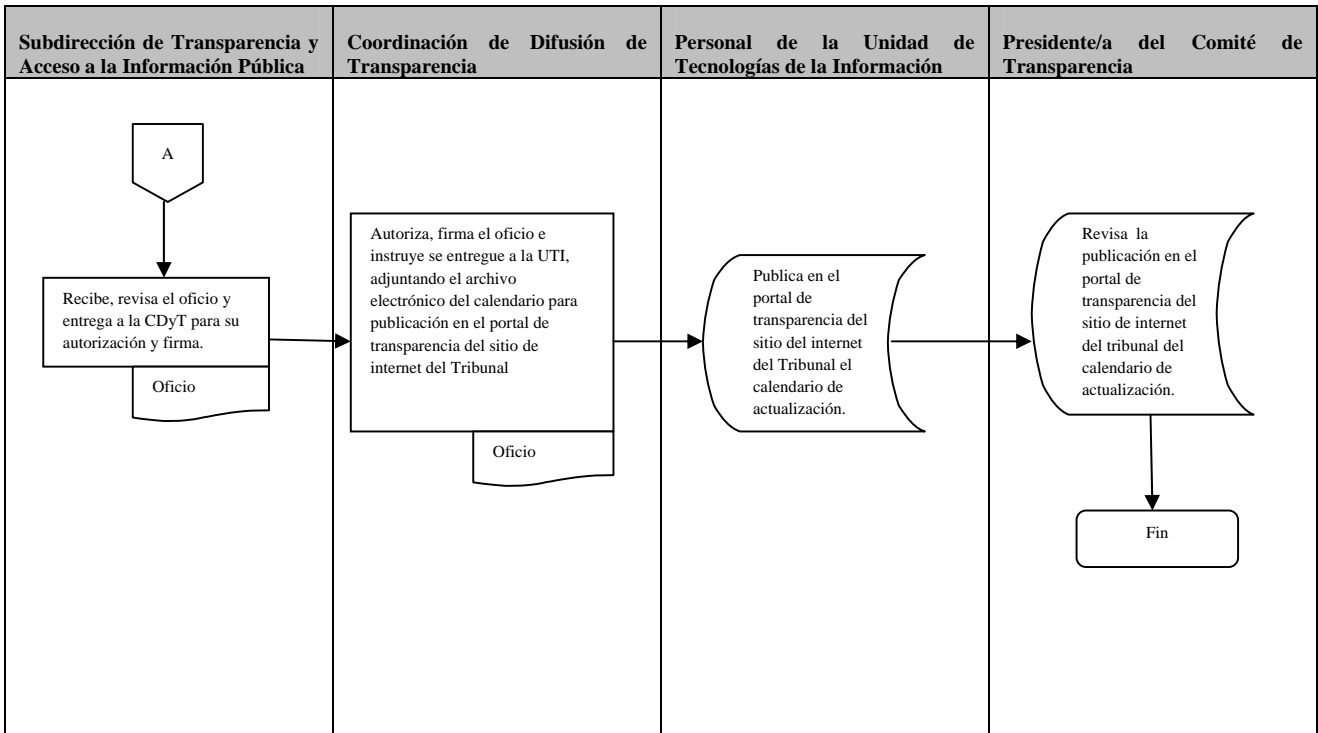 Subdirección de Transparencia y
Acceso a la Información Pública
Coordinación de Difusión de
Transparencia
Personal de la Unidad de
Tecnologías de la Información
Presidente/a del Comité de
Transparencia
A
Recibe, revisa el oficio y
entrega a la CDyT para su
autorización y firma.
Oficio
Autoriza, firma el oficio e
instruye se entregue a la UTI,
adjuntando el archivo
electrónico del calendario para
publicación en el portal de
transparencia del sitio de
internet del Tribunal
Oficio
Publica en el
portal de
transparencia del
sitio del internet
del Tribunal el
calendario de
actualización.
Revisa la
publicación en el
portal de
transparencia del
sitio de internet
del tribunal del
calendario de
actualización.
Fin